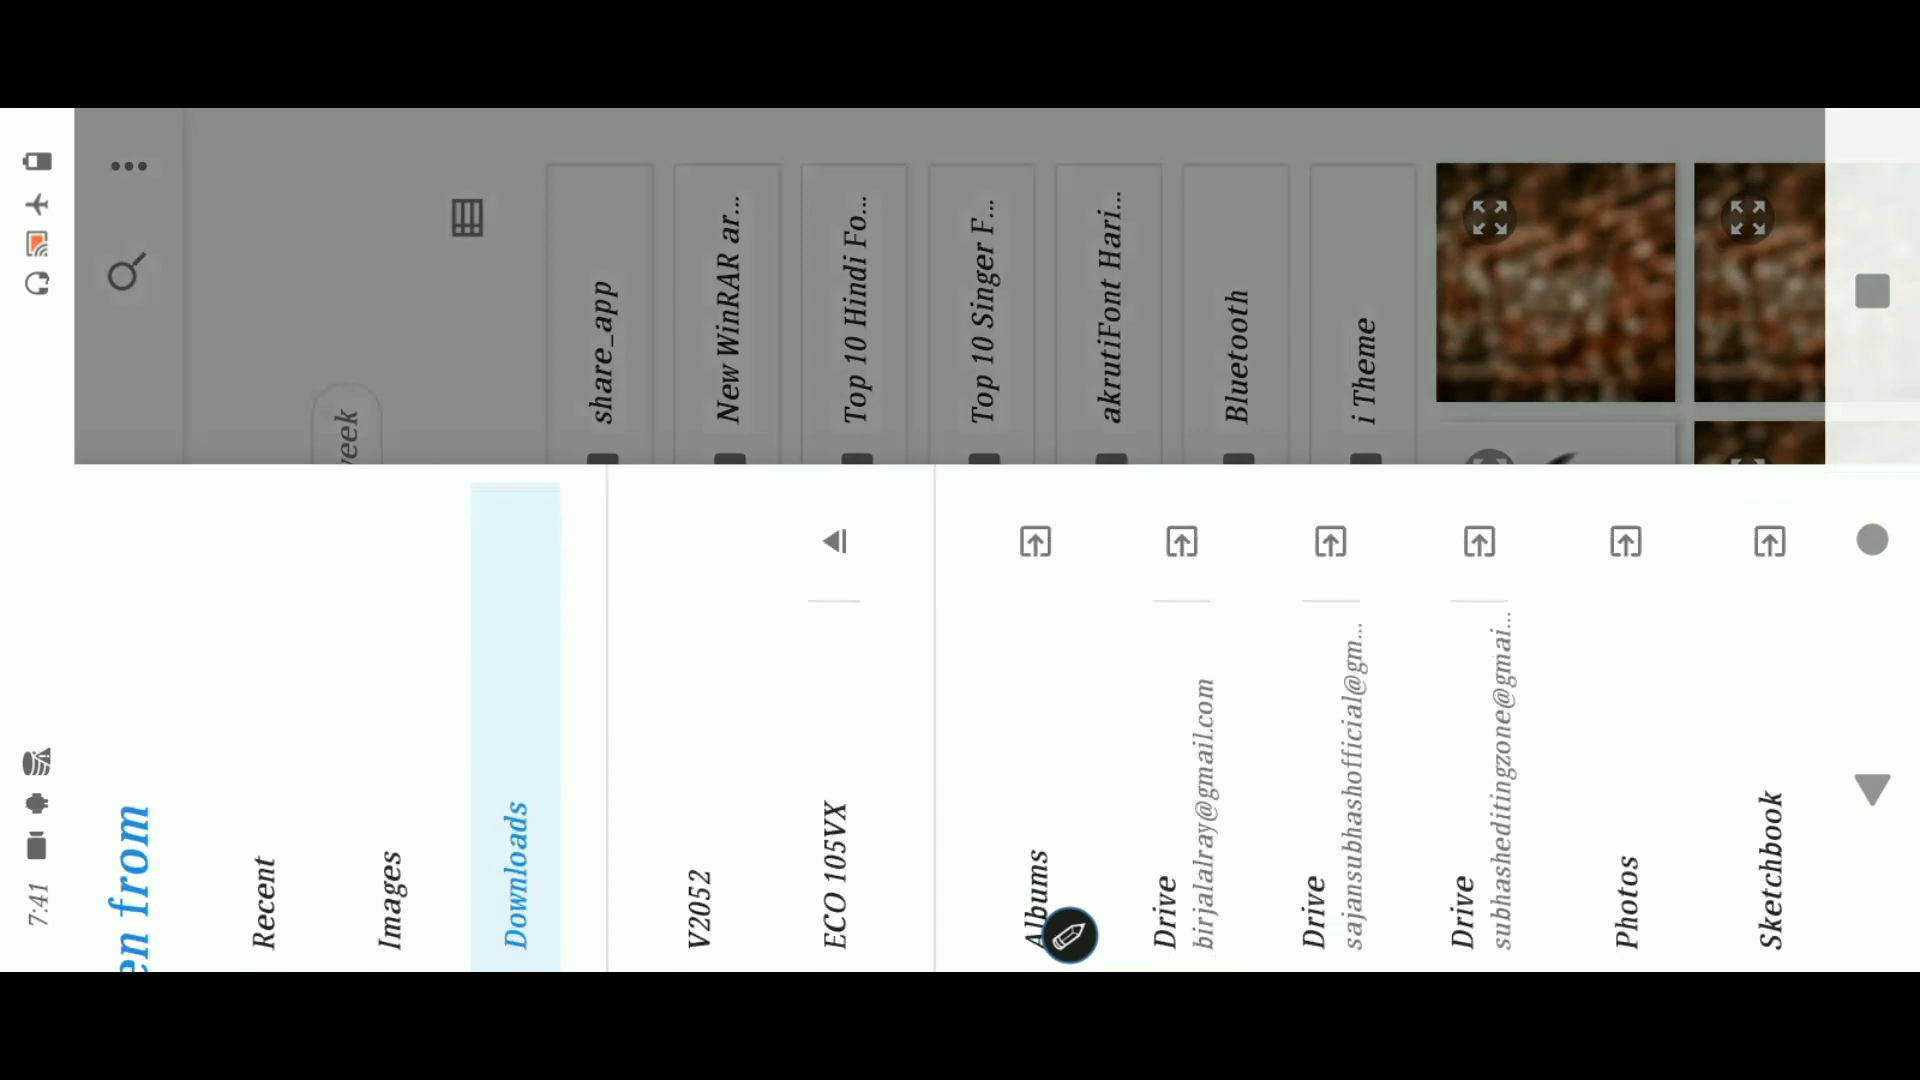 7:41
en from
Recent
Images
Downloads
V2052
ECO 105VX
Albums
Drive
birjalalray@gmail.com
Drive
sajansubhashofficial@gm...
Drive
subhasheditingzone@gmai...
Photos
Sketchbook
week
share_app
New WinRAR ar...
Top 10 Hindi Fo...
Top 10 Singer F...
akrutiFont Hari...
Bluetooth
i Theme